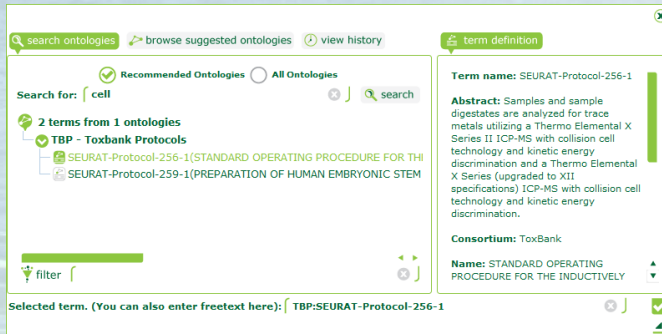 search ontologies browse suggested ontologies view history term definition
Recommended Ontologies All Ontologies
Search for: cell search
2 terms from 1 ontologies
TBP - Toxbank Protocols
SEURAT-Protocol-256-1(STANDARD OPERATING PROCEDURE FOR THI
SEURAT-Protocol-259-1(PREPARATION OF HUMAN EMBRYONIC STEM
filter
Term name: SEURAT-Protocol-256-1
Abstract: Samples and sample
digestates are analyzed for trace
metals utilizing a Thermo Elemental X
Series II ICP-MS with collision cell
technology and kinetic energy
discrimination and a Thermo Elemental
X Series (upgraded to XII
specifications) ICP-MS with collision cell
technology and kinetic energy
discrimination.
Consortium: ToxBank
Name: STANDARD OPERATING
PROCEDURE FOR THE INDUCTIVELY
Selected term. (You can also enter freetext here): TBP:SEURAT-Protocol-256-1